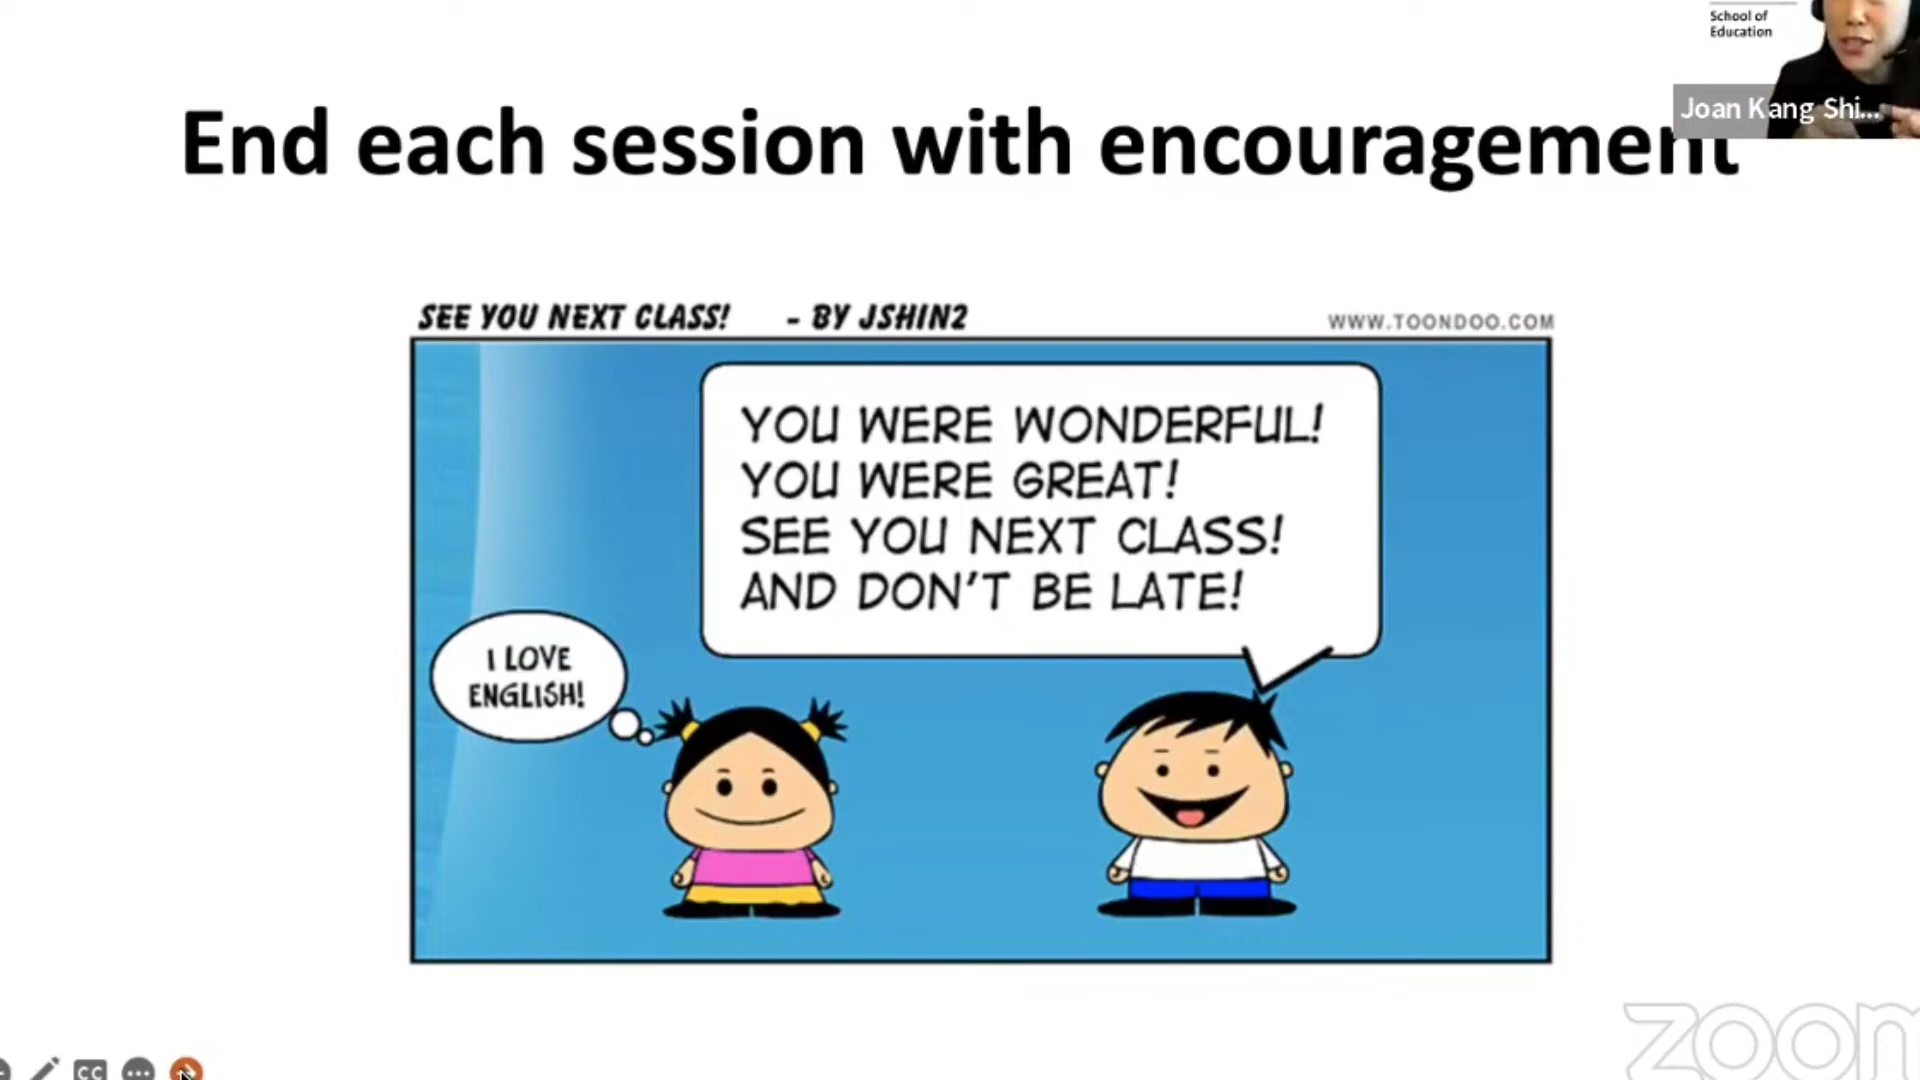 School of
Education
Joan Kang Shi...
End each session with encouragement
SEE YOU NEXT CLASS! - BY JSHIN2
WWW.TOONDOO.COM
YOU WERE WONDERFUL!
YOU WERE GREAT!
SEE YOU NEXT CLASS!
AND DON'T BE LATE!
I LOVE
ENGLISH!
CC
zoom